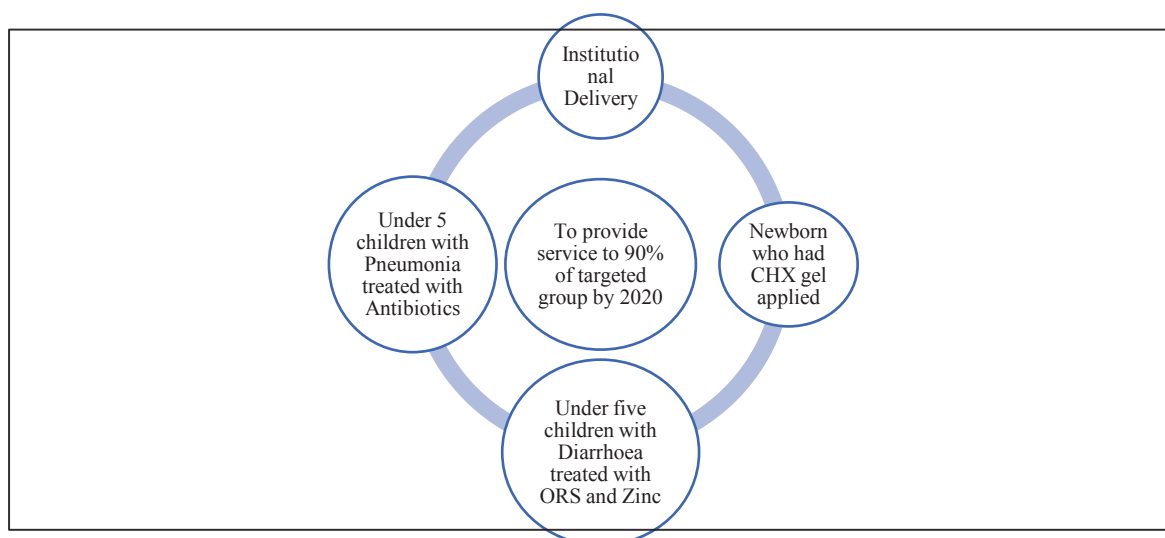 Institutio
nal
Delivery
Under 5
children with
Pneumonia
treated with
Antibiotics
To provide
service to 90%
of targeted
group by 2020
Newborn
who had
CHX gel
applied
Under five
children with
Diarrhoea
treated with
ORS and Zinc